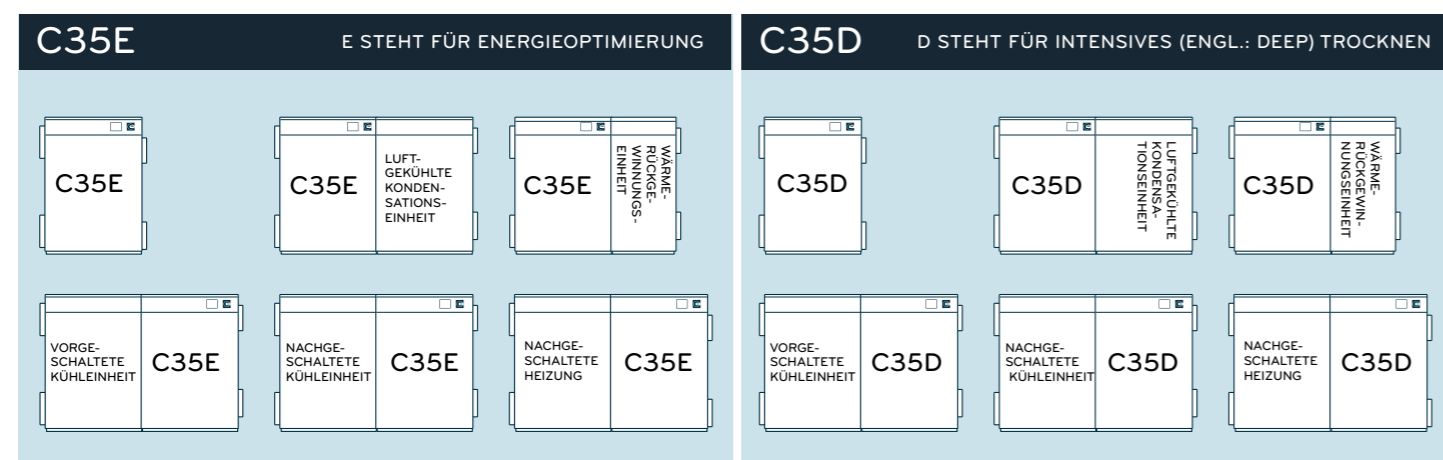 C35E
E STEHT FÜR ENERGIEOPTIMIERUNG
C35E
C35E
LUFT-
GEKÜHLTE
KONDEN-
SATIONS-
EINHEIT
C35E
WÄRME-
RÜCKGE-
WINNUNGS-
EINHEIT
VORGE-
SCHALTETE
KÜHLEINHEIT
C35E
NACHGE-
SCHALTETE
KÜHLEINHEIT
C35E
NACHGE-
SCHALTETE
HEIZUNG
C35E
C35D
D STEHT FÜR INTENSIVES (ENGL.: DEEP) TROCKNEN
C35D
C35D
LUFTGEKÜHLTE
KONDENSA-
TIONSEINHEIT
C35D
WÄRME-
RÜCKGEWIN-
NUNGSEINHEIT
VORGE-
SCHALTETE
KÜHLEINHEIT
C35D
NACHGE-
SCHALTETE
KÜHLEINHEIT
C35D
NACHGE-
SCHALTETE
HEIZUNG
C35D